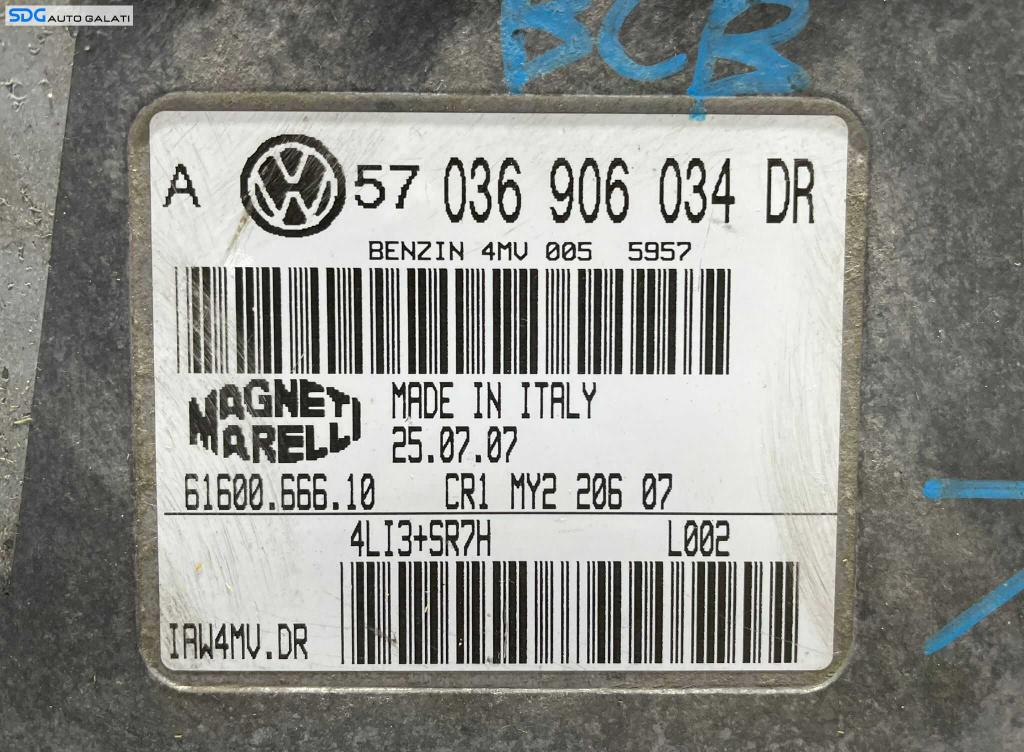 SDG AUTO GALATI
BCB
A VW 57 036 906 034 DR
BENZIN 4MV 005 5957
MAGNETI
MARELLI
MADE IN ITALY
25.07.07
61600.666.10 CR1 MY2 206 07
4LI3+SR7H L002
IAW4MV.DR